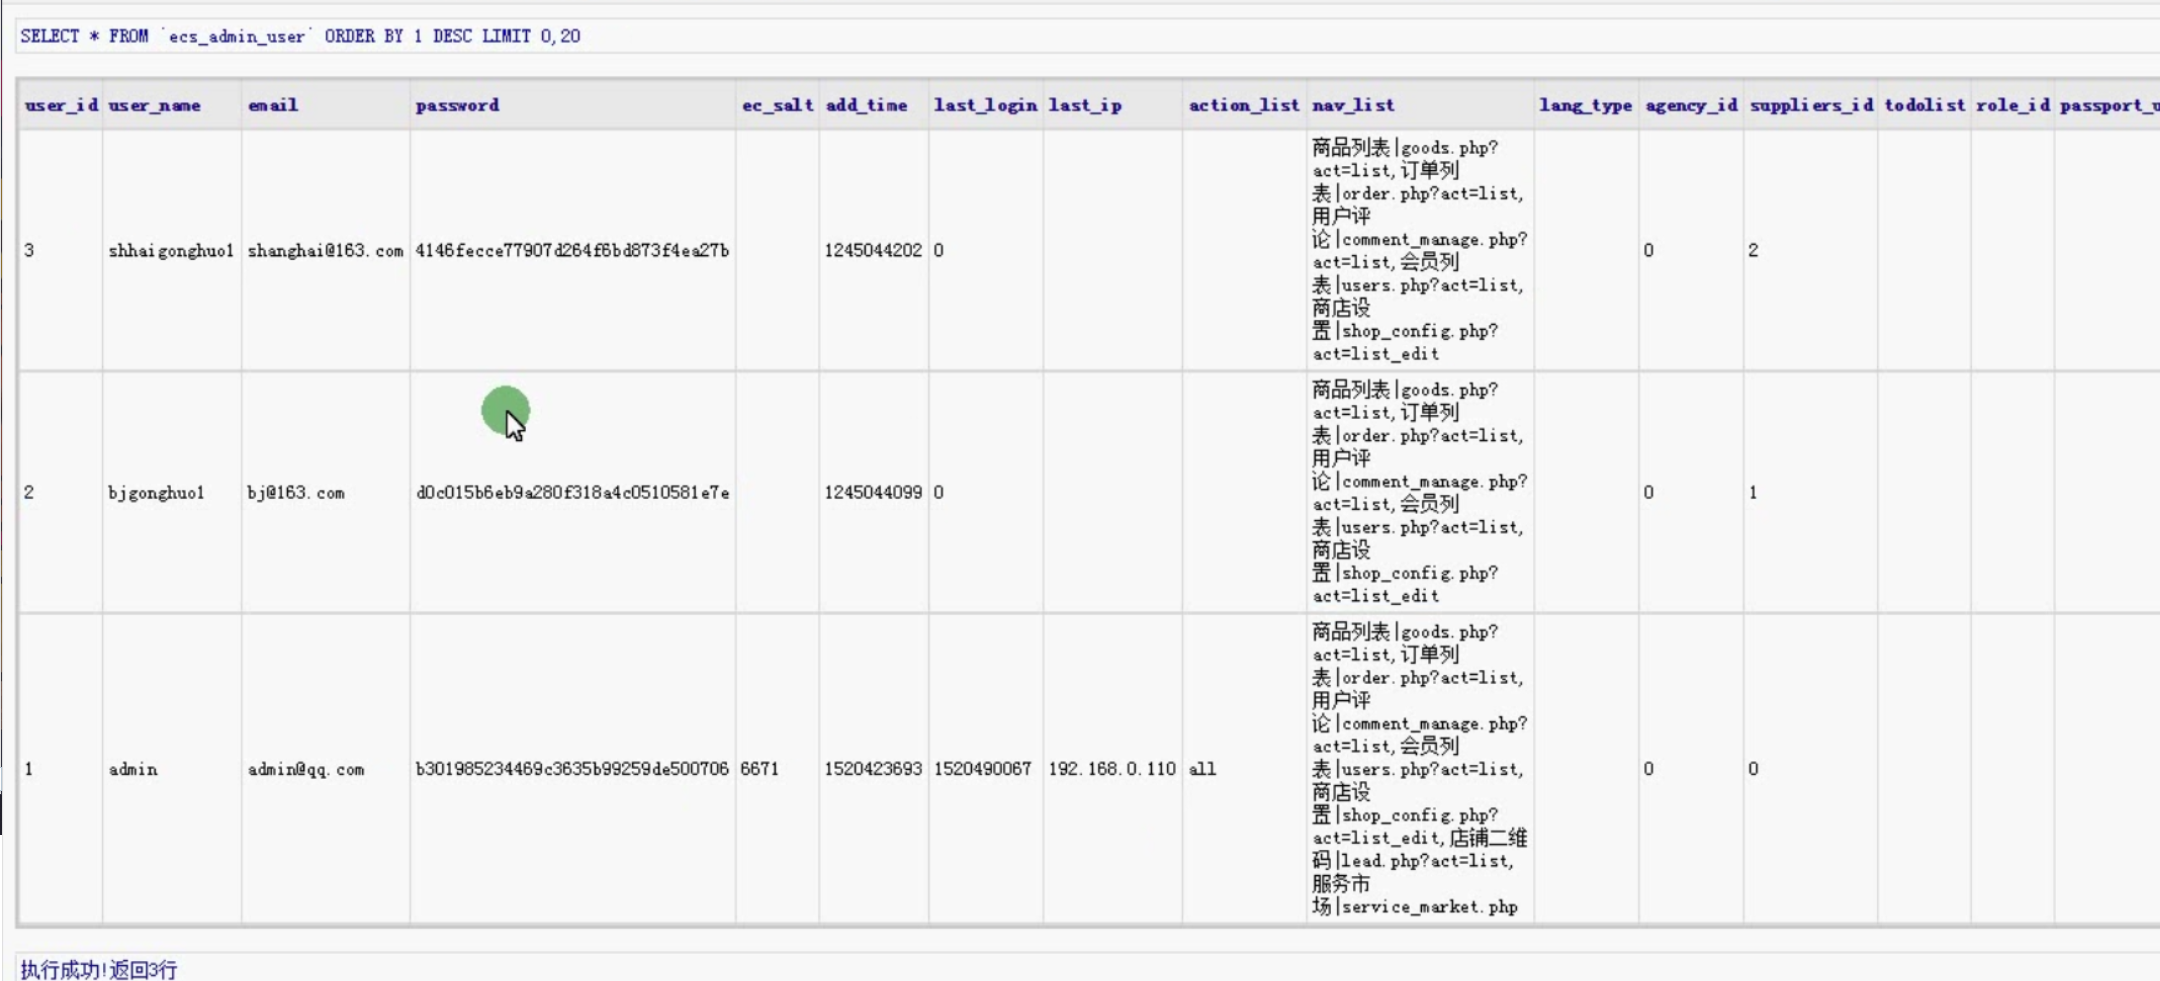 SELECT * FROM `ecs_admin_user` ORDER BY 1 DESC LIMIT 0,20
user_id user_name email password ec_salt add_time last_login last_ip action_list nav_list lang_type agency_id suppliers_id todolist role_id passport_u
商品列表|goods.php?
act=list,订单列
表|order.php?act=list,
用户评
论|comment_manage.php?
3 shhaigonghuo1 shanghai@163.com 4146fecce77907d264f6bd873f4ea27b 1245044202 0 act=list,会员列 0 2
表|users.php?act=list,
商店设
置|shop_config.php?
act=list_edit
商品列表|goods.php?
act=list,订单列
表|order.php?act=list,
用户评
论|comment_manage.php?
2 bjgonghuo1 bj@163.com d0c015b6eb9a280f318a4c0510581e7e 1245044099 0 act=list,会员列 0 1
表|users.php?act=list,
商店设
置|shop_config.php?
act=list_edit
商品列表|goods.php?
act=list,订单列
表|order.php?act=list,
用户评
论|comment_manage.php?
act=list,会员列
1 admin admin@qq.com b301985234469c3635b99259de500706 6671 1520423693 1520490067 192.168.0.110 all 表|users.php?act=list, 0 0
商店设
置|shop_config.php?
act=list_edit,店铺二维
码|lead.php?act=list,
服务市
场|service_market.php
执行成功!返回3行